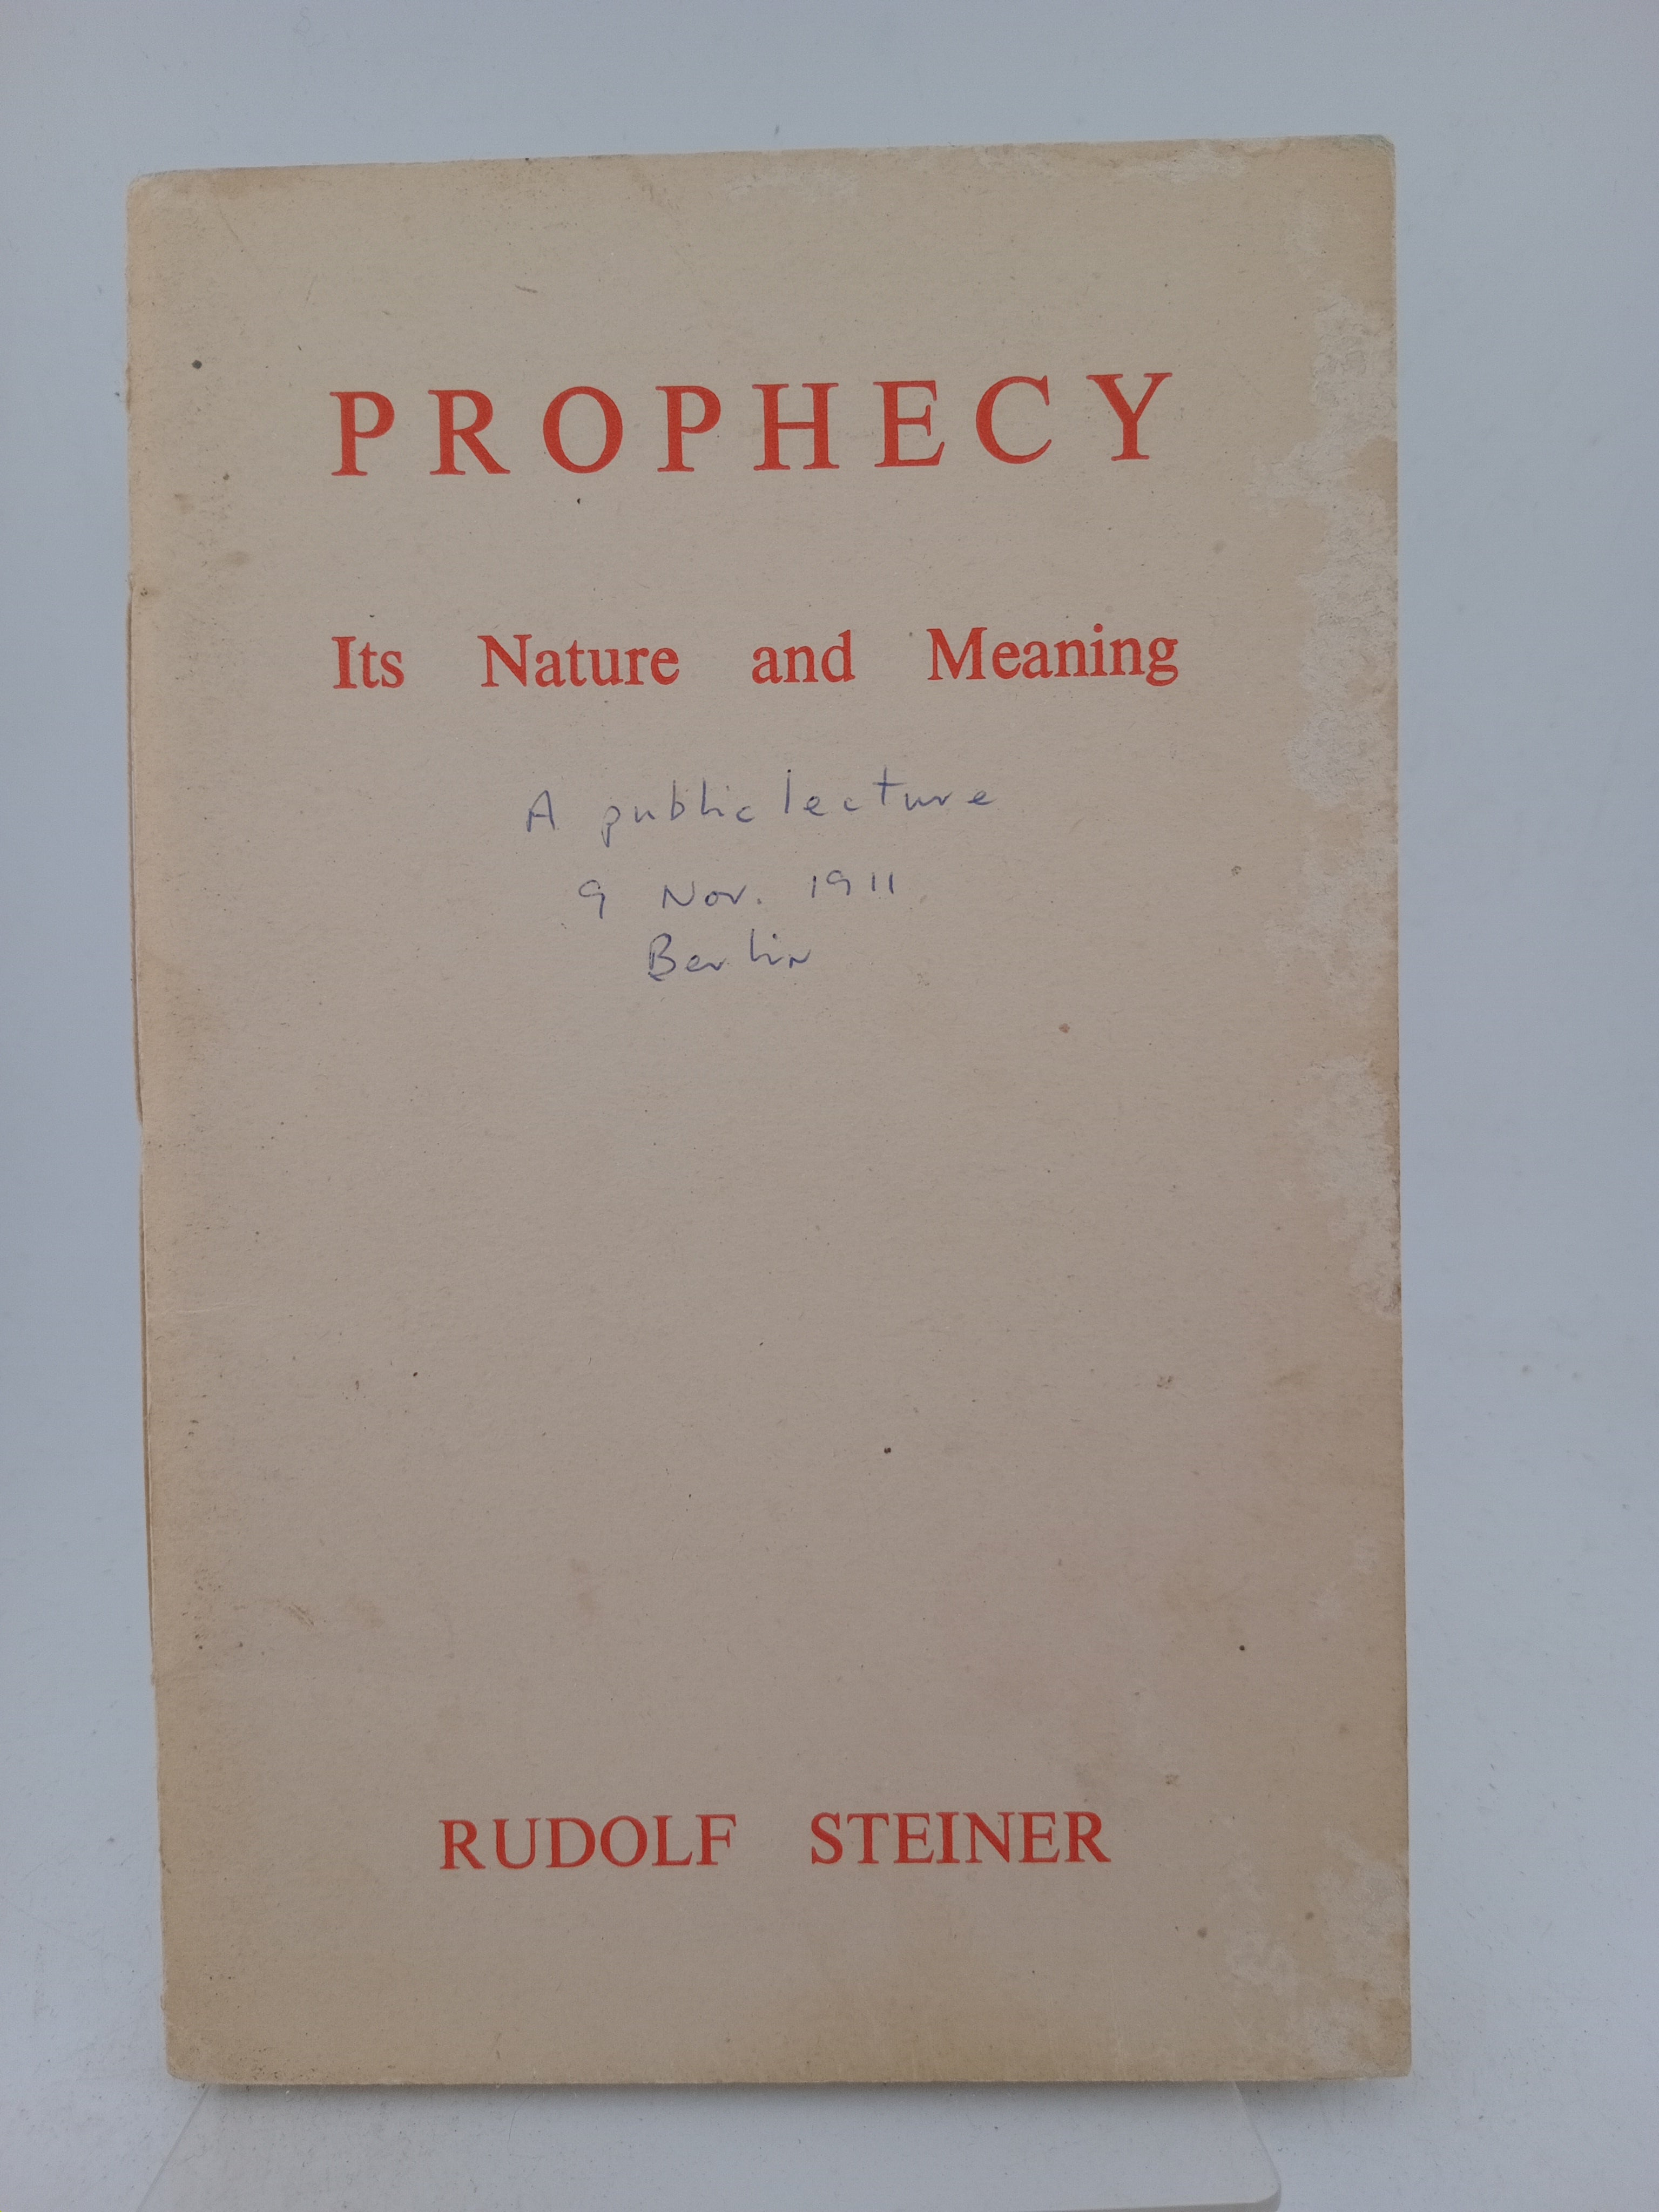 PROPHECY
Its Nature and Meaning
A public lecture
9 Nov. 1911
Berlin
RUDOLF STEINER